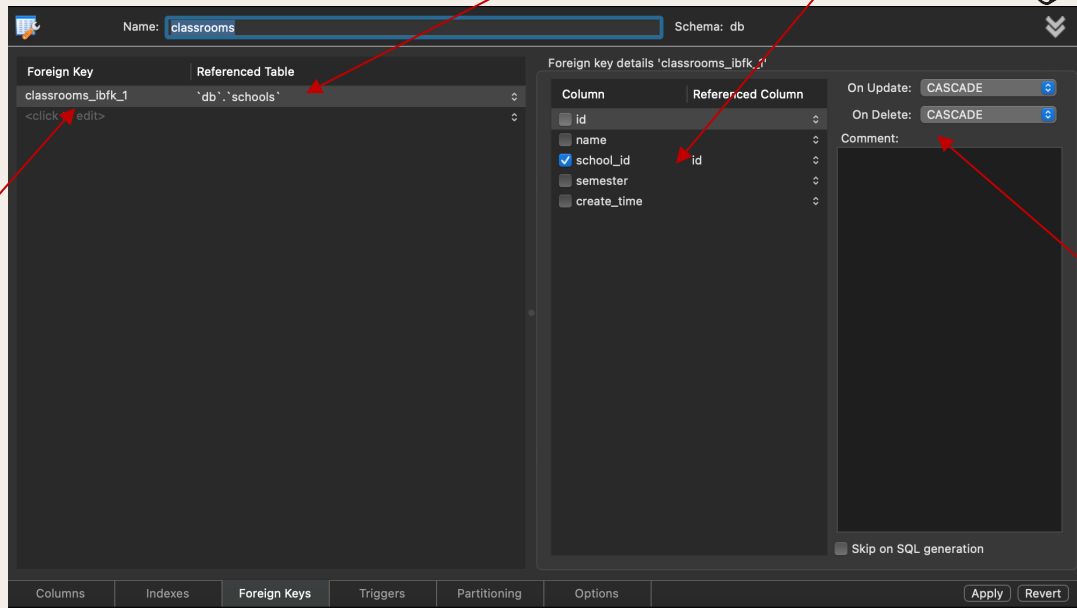 Name: classrooms Schema: db
Foreign Key Referenced Table
classrooms_ibfk_1 `db`.`schools`
<click edit>
Foreign key details 'classrooms_ibfk_1'
Column Referenced Column
id
name
school_id id
semester
create_time
On Update: CASCADE
On Delete: CASCADE
Comment:
Skip on SQL generation
Columns Indexes Foreign Keys Triggers Partitioning Options Apply Revert